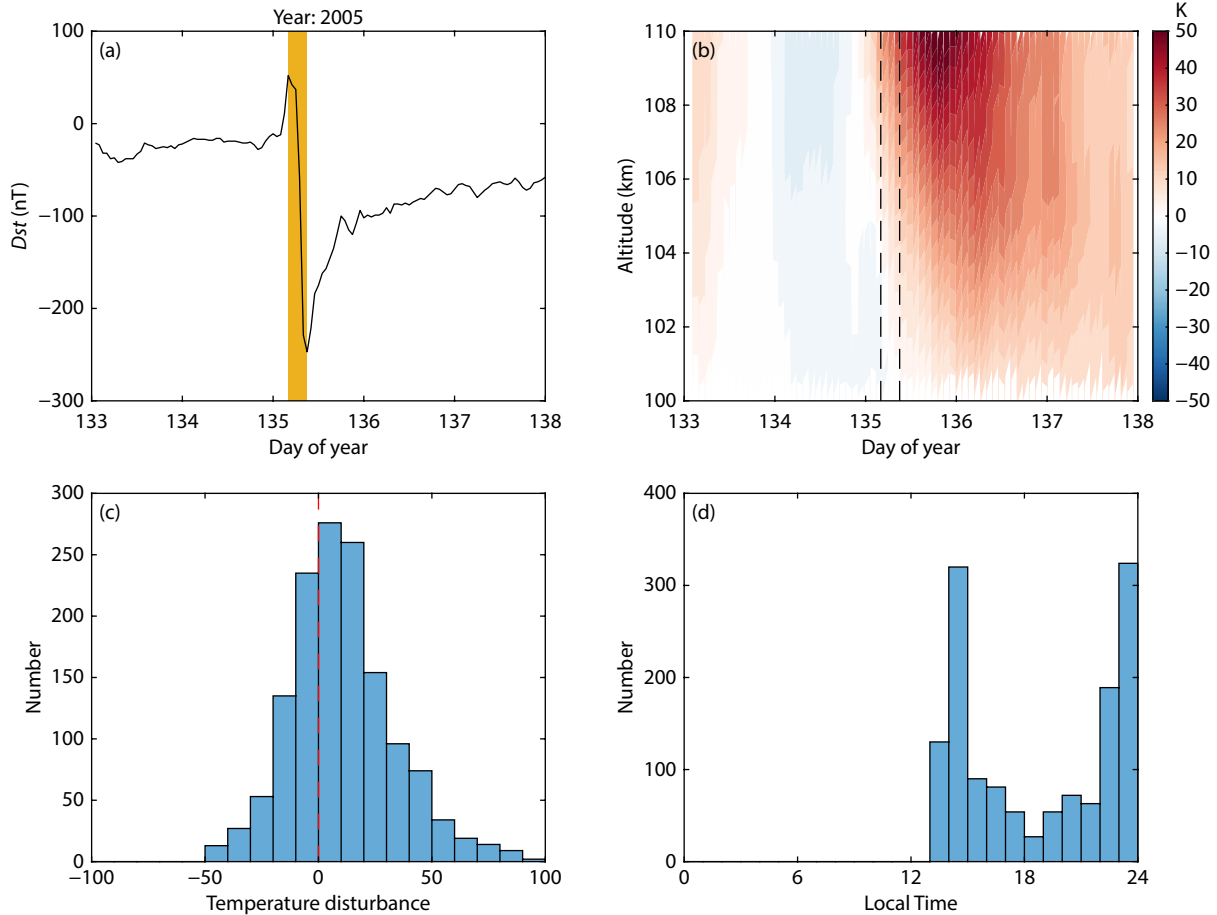 Year: 2005
(a)
100
0
−100
−200
−300
Dst (nT)
133 134 135 136 137 138
Day of year
(b)
110
108
106
104
102
100
Altitude (km)
133 134 135 136 137 138
Day of year
K
50
40
30
20
10
0
−10
−20
−30
−40
−50
(c)
300
250
200
150
100
50
0
Number
−100 −50 0 50 100
Temperature disturbance
(d)
400
300
200
100
0
Number
0 6 12 18 24
Local Time